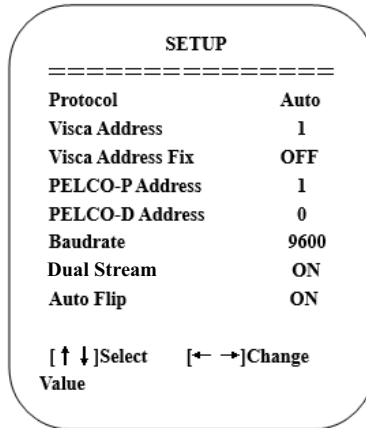 SETUP
===============
Protocol Auto
Visca Address 1
Visca Address Fix OFF
PELCO-P Address 1
PELCO-D Address 0
Baudrate 9600
Dual Stream ON
Auto Flip ON
[↑ ↓]Select [← →]Change
Value